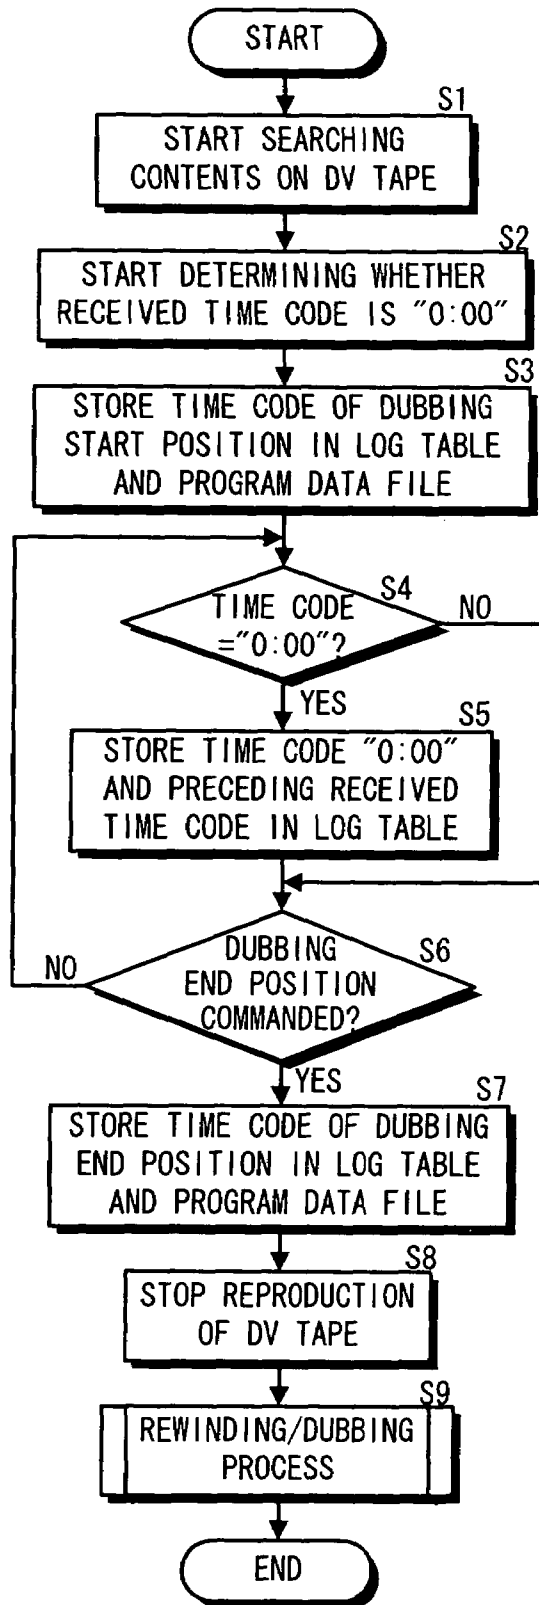 START
S1
START SEARCHING
CONTENTS ON DV TAPE
S2
START DETERMINING WHETHER
RECEIVED TIME CODE IS "0:00"
S3
STORE TIME CODE OF DUBBING
START POSITION IN LOG TABLE
AND PROGRAM DATA FILE
S4
TIME CODE
="0:00"?
NO
YES
S5
STORE TIME CODE "0:00"
AND PRECEDING RECEIVED
TIME CODE IN LOG TABLE
S6
DUBBING
END POSITION
COMMANDED?
NO
YES
S7
STORE TIME CODE OF DUBBING
END POSITION IN LOG TABLE
AND PROGRAM DATA FILE
S8
STOP REPRODUCTION
OF DV TAPE
S9
REWINDING/DUBBING
PROCESS
END